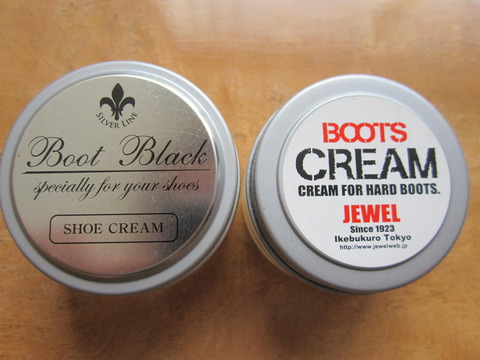 SILVER LINE
Boot Black
specially for your shoes
SHOE CREAM
BOOTS
CREAM
CREAM FOR HARD BOOTS.
JEWEL
Since 1923
Ikebukuro Tokyo
http://www.jewelweb.jp